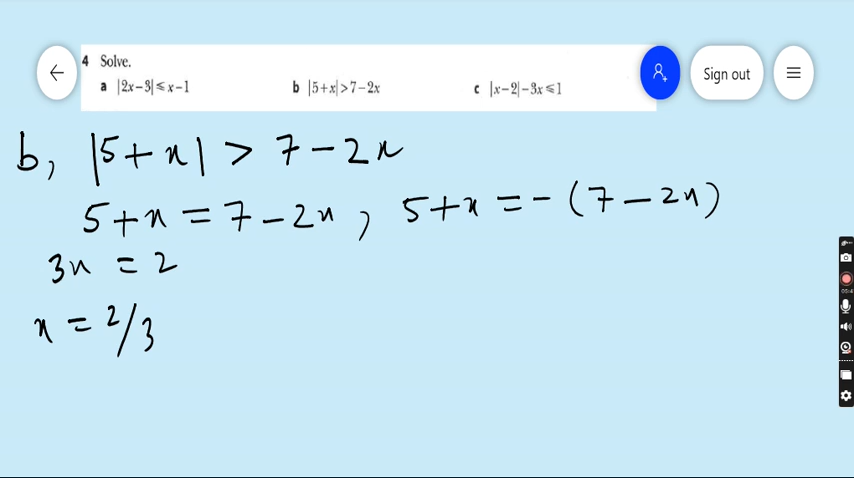 4 Solve.
a |2x−3|⩽x−1 b |5+x|>7−2x c |x−2|−3x⩽1
Sign out
b, |5+x| > 7−2x
5+x = 7−2x , 5+x = −(7−2x)
3x = 2
x = 2/3